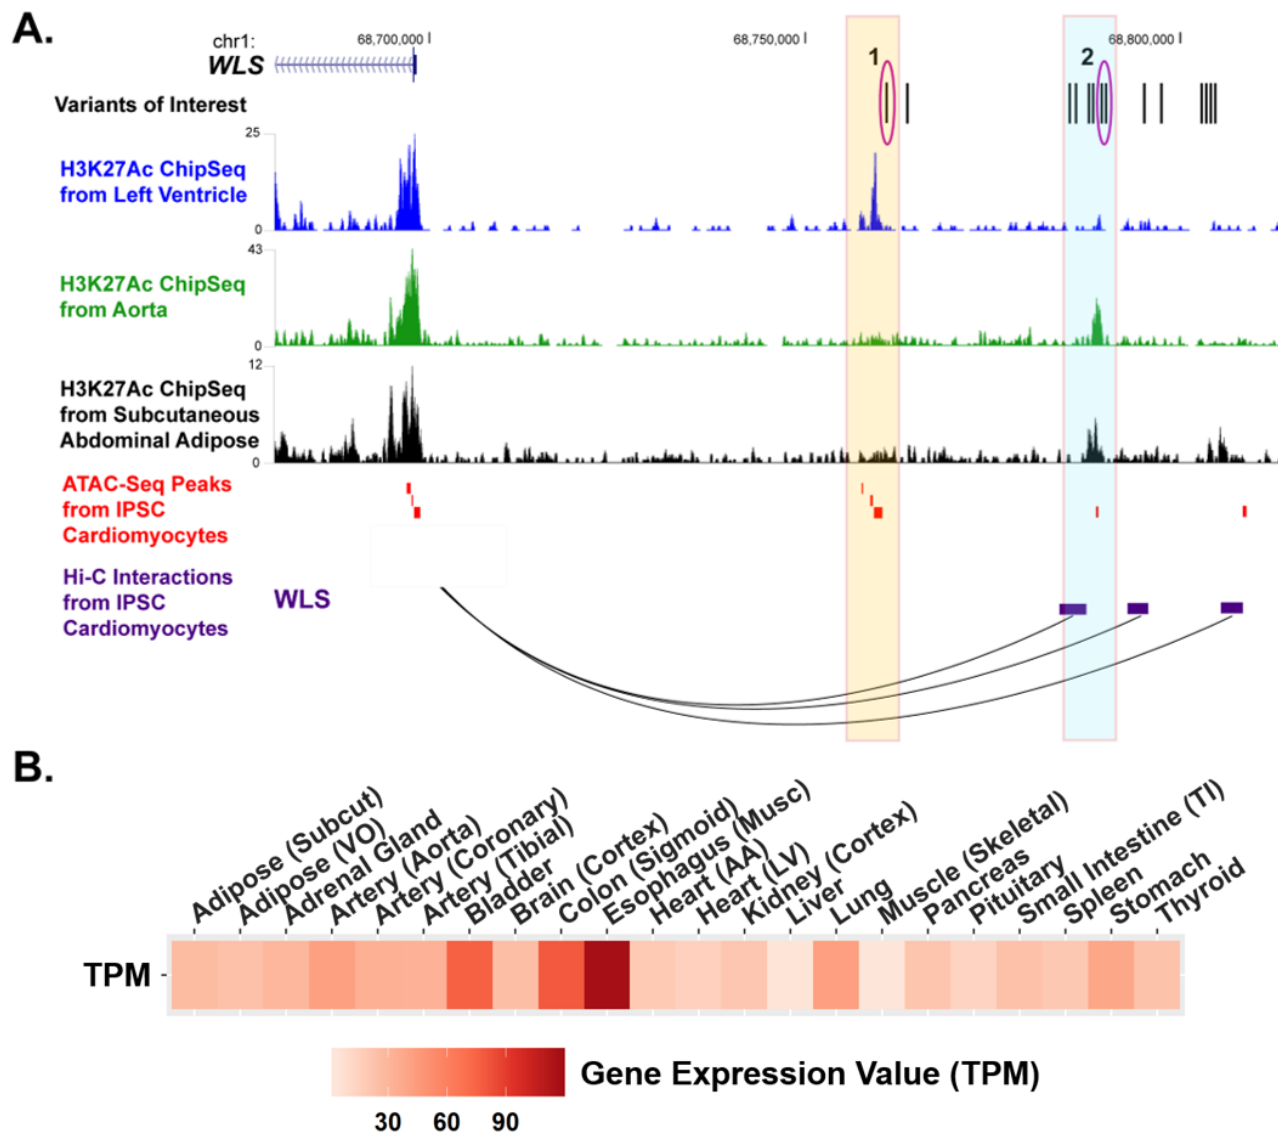 A.
chr1: 68,700,000 68,750,000 68,800,000
WLS
1 2
Variants of Interest
25
H3K27Ac ChipSeq
from Left Ventricle
0
43
H3K27Ac ChipSeq
from Aorta
0
12
H3K27Ac ChipSeq
from Subcutaneous
Abdominal Adipose
0
ATAC-Seq Peaks
from IPSC
Cardiomyocytes
Hi-C Interactions
from IPSC
Cardiomyocytes
WLS
B.
Adipose (Subcut)
Adipose (VO)
Adrenal Gland
Artery (Aorta)
Artery (Coronary)
Artery (Tibial)
Bladder
Brain (Cortex)
Colon (Sigmoid)
Esophagus (Musc)
Heart (AA)
Heart (LV)
Kidney (Cortex)
Liver
Lung
Muscle (Skeletal)
Pancreas
Pituitary
Small Intestine (TI)
Spleen
Stomach
Thyroid
TPM
Gene Expression Value (TPM)
30 60 90